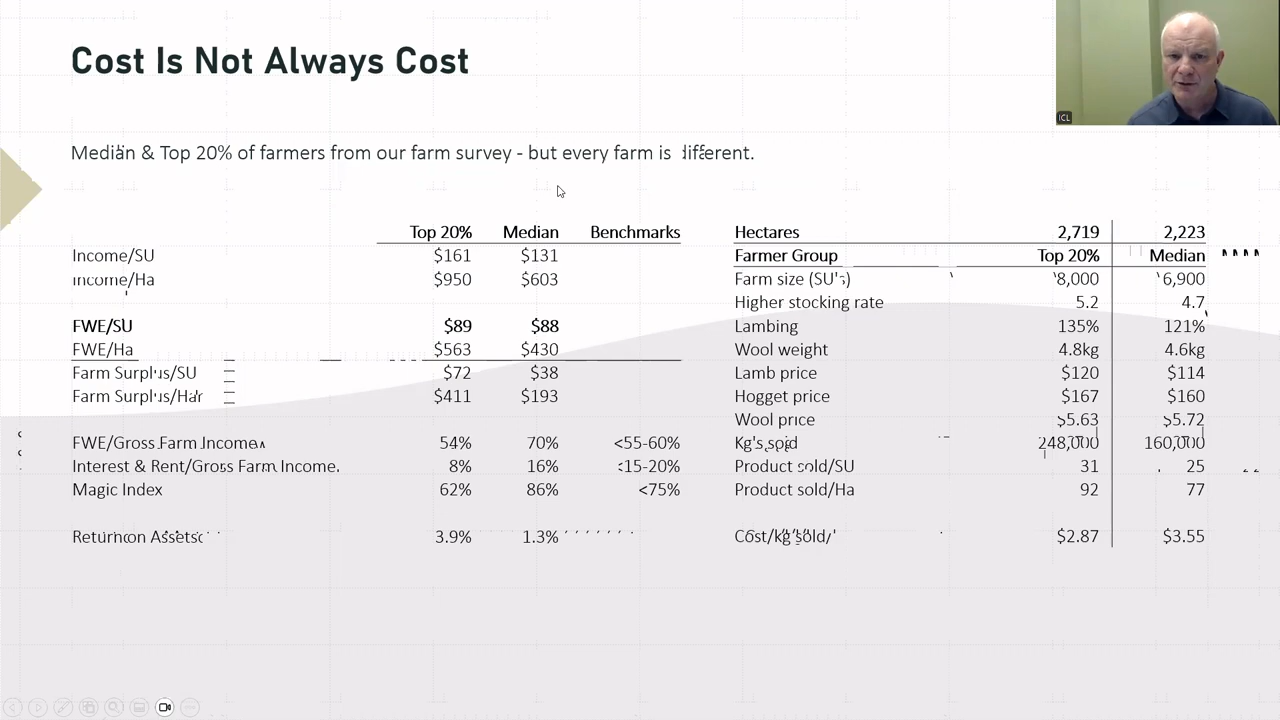 Cost Is Not Always Cost
ICL
Median & Top 20% of farmers from our farm survey - but every farm is different.
Top 20% Median Benchmarks
Income/SU $161 $131
Income/Ha $950 $603
FWE/SU $89 $88
FWE/Ha $563 $430
Farm Surplus/SU $72 $38
Farm Surplus/Ha $411 $193
FWE/Gross Farm Income 54% 70% <55-60%
Interest & Rent/Gross Farm Income 8% 16% <15-20%
Magic Index 62% 86% <75%
Return on Assets 3.9% 1.3%
Hectares 2,719 2,223
Farmer Group Top 20% Median
Farm size (SU's) 8,000 6,900
Higher stocking rate 5.2 4.7
Lambing 135% 121%
Wool weight 4.8kg 4.6kg
Lamb price $120 $114
Hogget price $167 $160
Wool price $5.63 $5.72
Kg's sold 248,000 160,000
Product sold/SU 31 25
Product sold/Ha 92 77
Cost/kg sold/ $2.87 $3.55